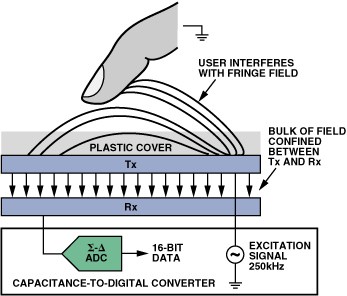 USER INTERFERES
WITH FRINGE FIELD
PLASTIC COVER
BULK OF FIELD
CONFINED
BETWEEN
Tx AND Rx
Tx
Rx
Σ-Δ
ADC
16-BIT
DATA
EXCITATION
SIGNAL
250kHz
CAPACITANCE-TO-DIGITAL CONVERTER